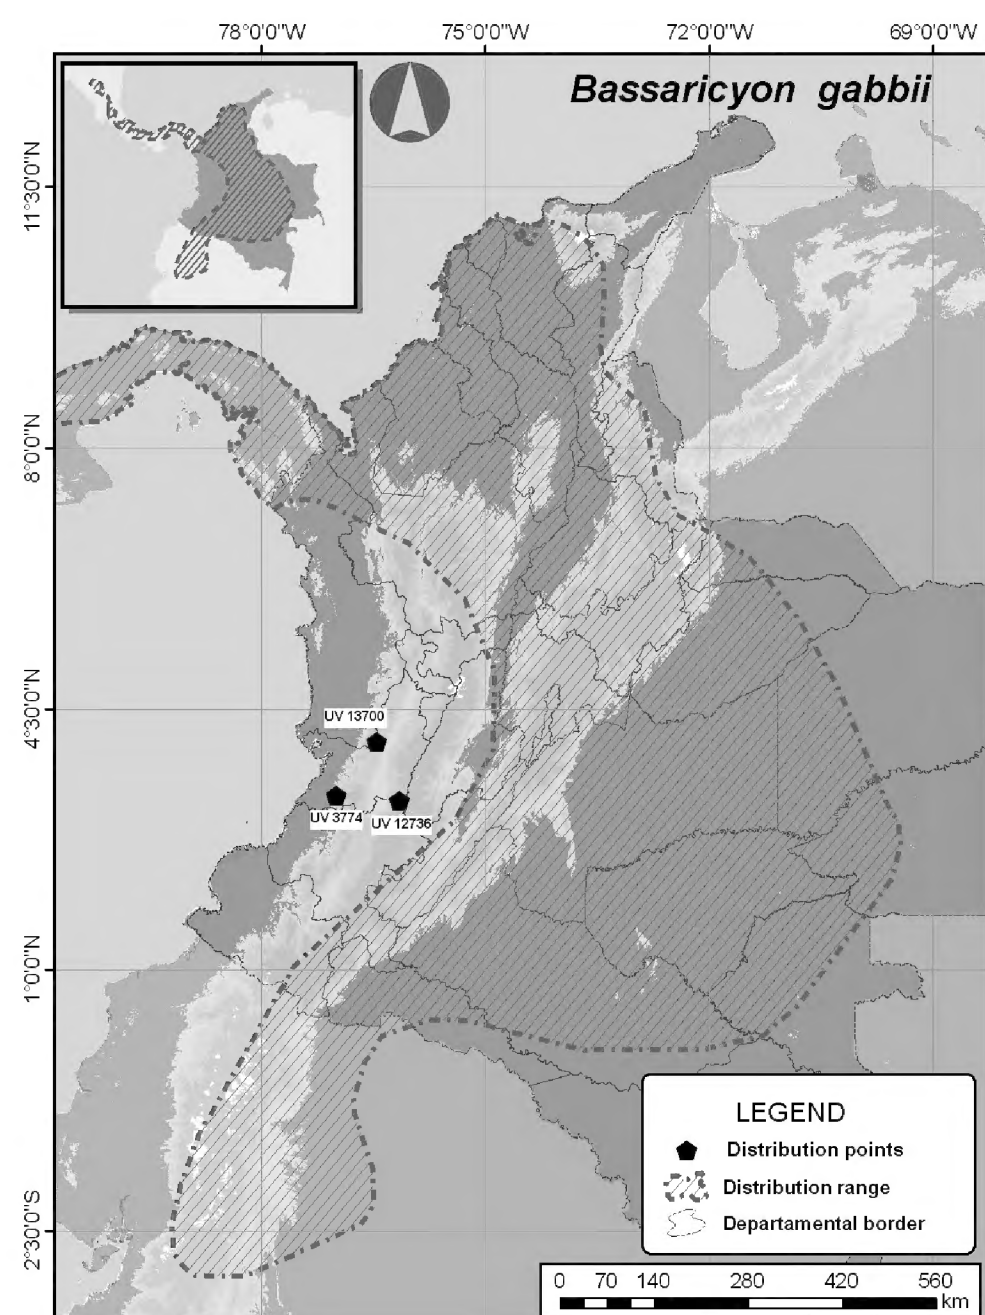 78°0'0"W 75°0'0"W 72°0'0"W 69°0'0"W
Bassaricyon gabbii
11°30'0"N
8°0'0"N
4°30'0"N
1°0'0"N
2°30'0"S
UV 13700
UV 3774
UV 12736
LEGEND
Distribution points
Distribution range
Departamental border
0 70 140 280 420 560
km